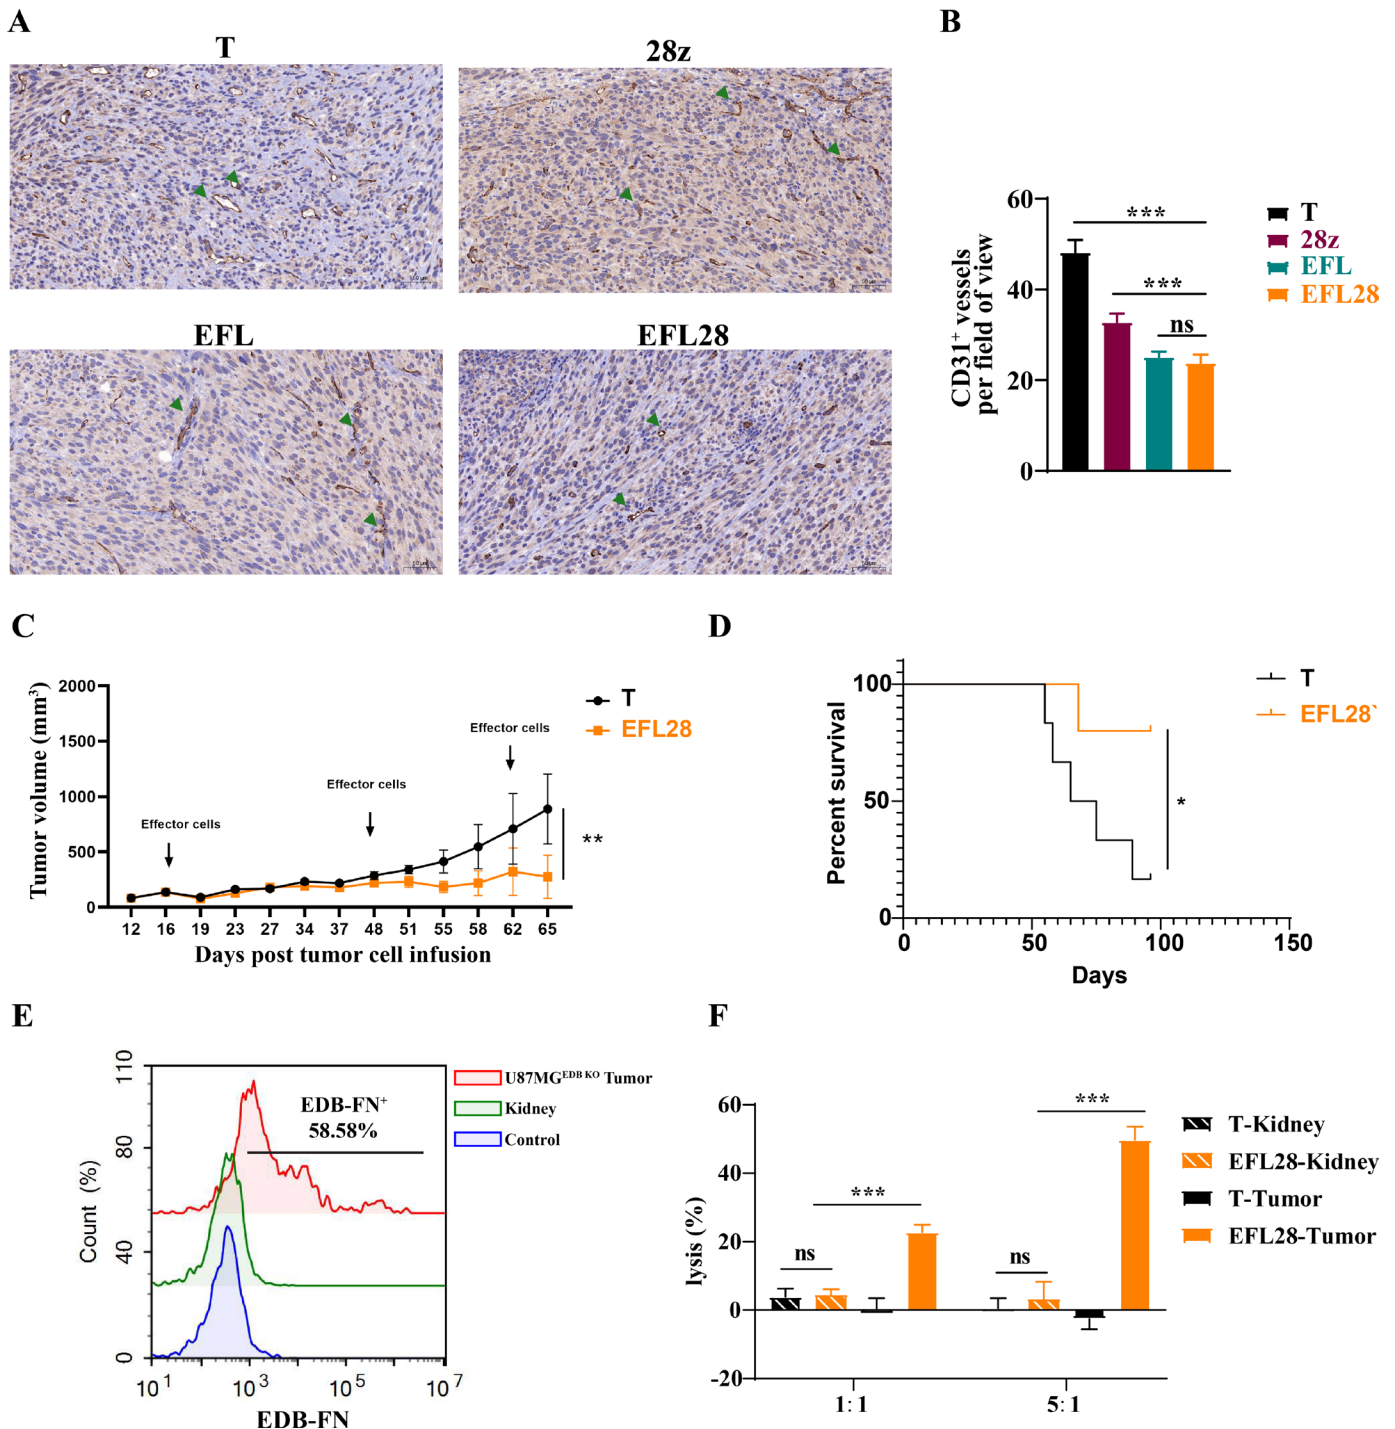 A
T
28z
EFL
EFL28
B
60
40
20
0
CD31⁺ vessels
per field of view
***
***
ns
T
28z
EFL
EFL28
C
Tumor volume (mm³)
2000
1500
1000
500
0
Effector cells
Effector cells
Effector cells
**
T
EFL28
12 16 19 23 27 34 37 48 51 55 58 62 65
Days post tumor cell infusion
D
Percent survival
100
50
0
0 50 100 150
Days
*
T
EFL28`
E
Count (%)
110
80
40
0
EDB-FN⁺
58.58%
10¹ 10³ 10⁵ 10⁷
EDB-FN
U87MGᴱᴰᴮ ᴷᴼ Tumor
Kidney
Control
F
lysis (%)
60
40
20
0
-20
ns
***
ns
***
1:1 5:1
T-Kidney
EFL28-Kidney
T-Tumor
EFL28-Tumor